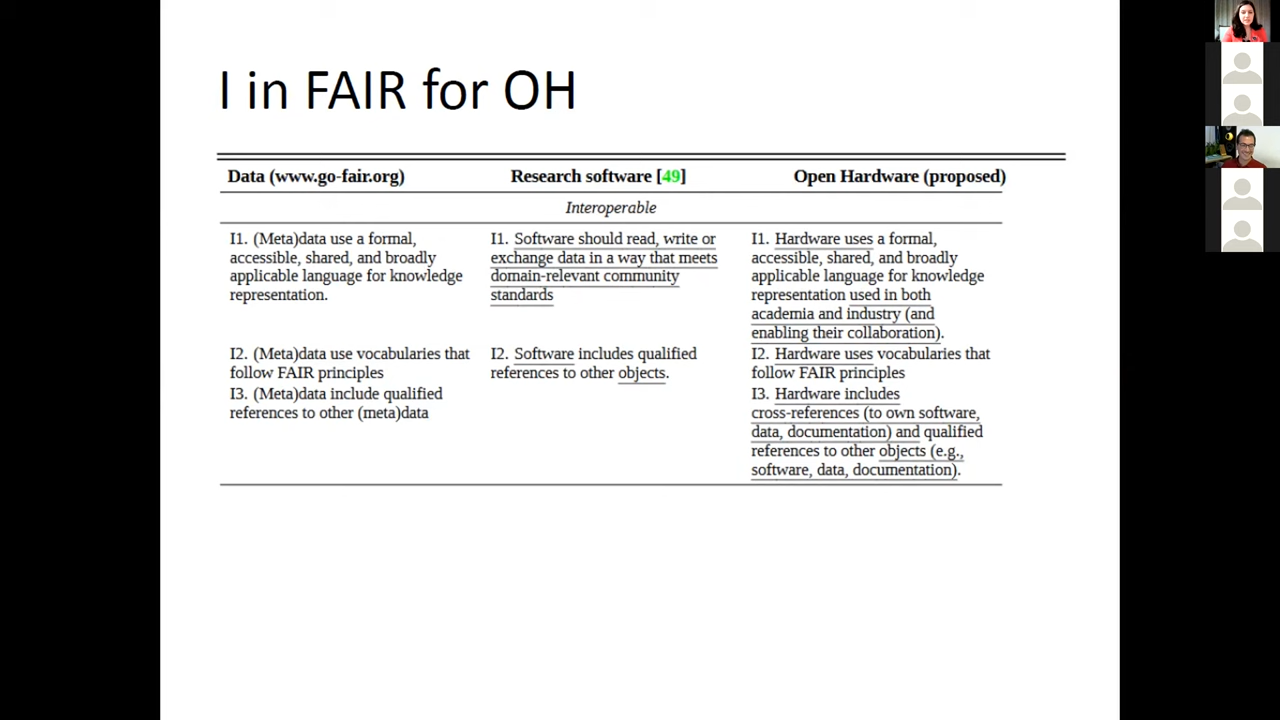 I in FAIR for OH
Data (www.go-fair.org) Research software [49] Open Hardware (proposed)
Interoperable
I1. (Meta)data use a formal,
accessible, shared, and broadly
applicable language for knowledge
representation.
I1. Software should read, write or
exchange data in a way that meets
domain-relevant community
standards
I1. Hardware uses a formal,
accessible, shared, and broadly
applicable language for knowledge
representation used in both
academia and industry (and
enabling their collaboration).
I2. (Meta)data use vocabularies that
follow FAIR principles
I2. Software includes qualified
references to other objects.
I2. Hardware uses vocabularies that
follow FAIR principles
I3. (Meta)data include qualified
references to other (meta)data
I3. Hardware includes
cross-references (to own software,
data, documentation) and qualified
references to other objects (e.g.,
software, data, documentation).